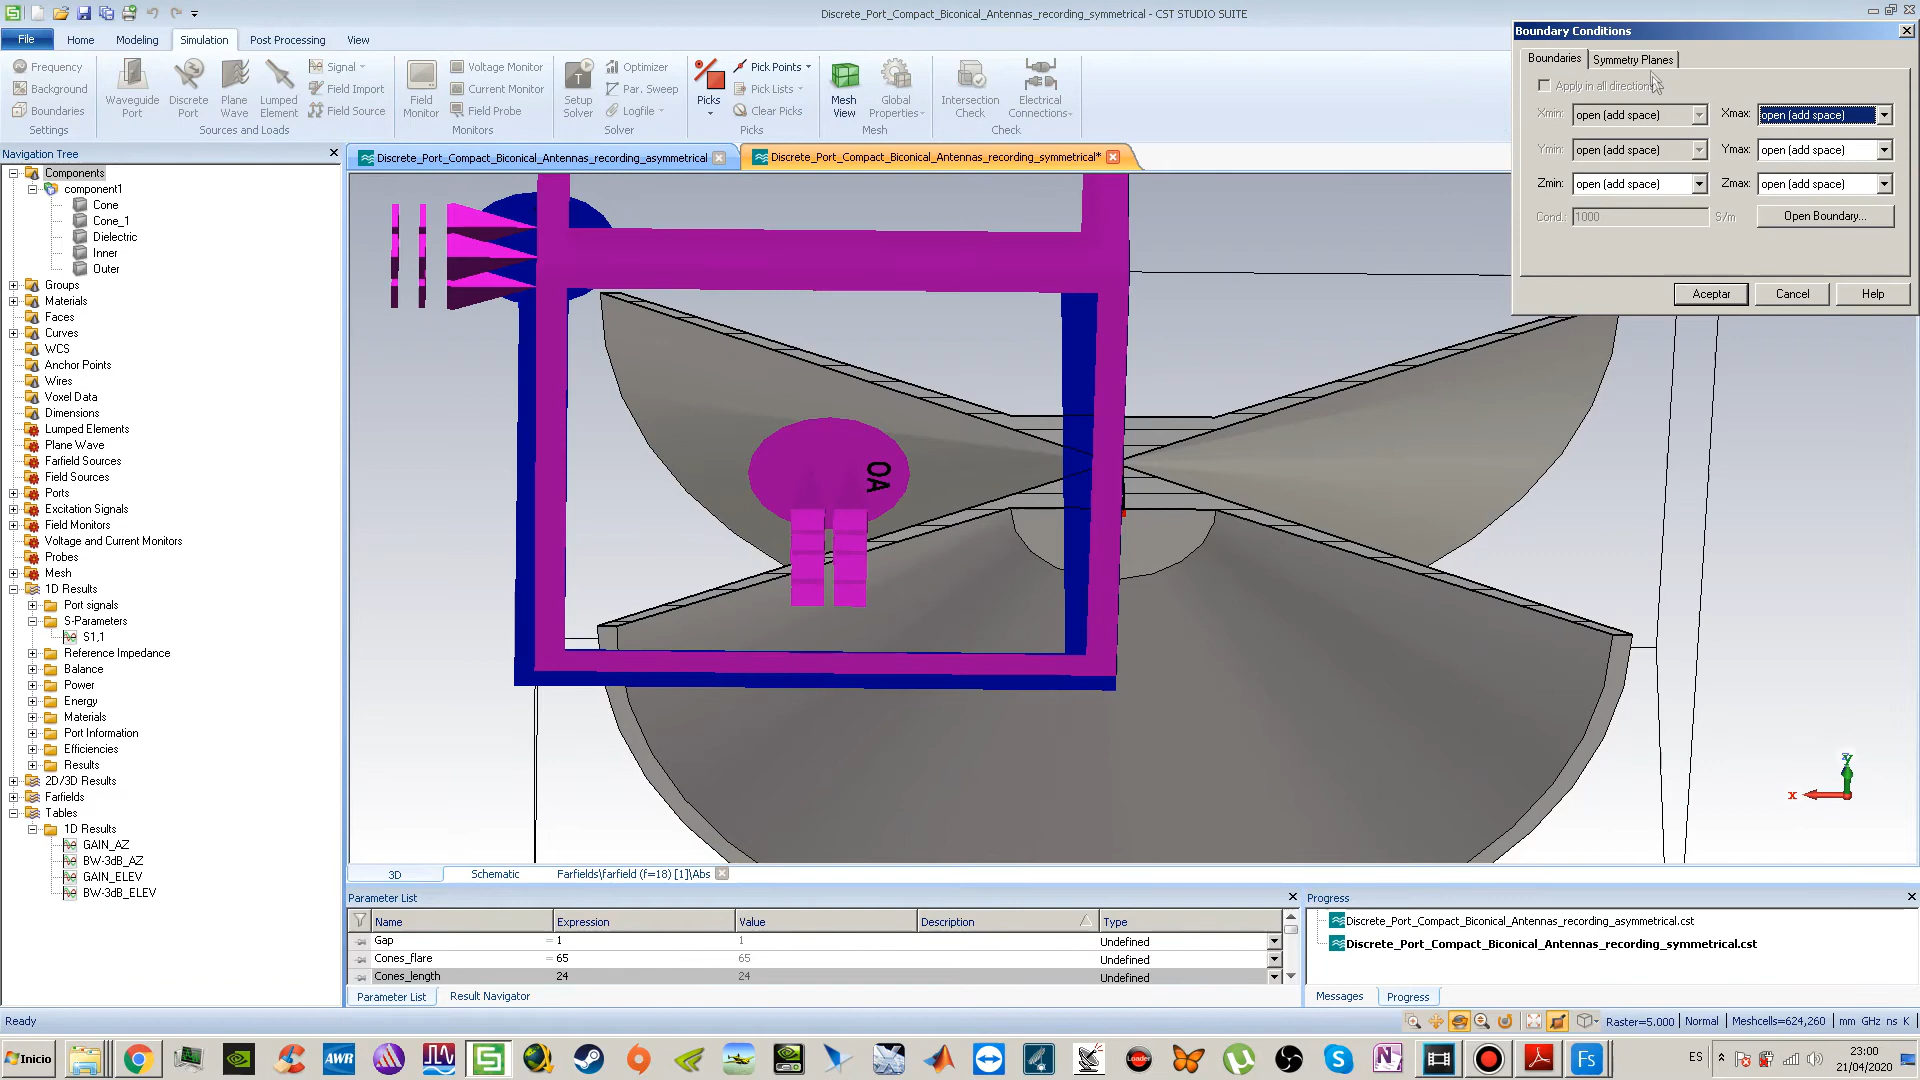 Discrete_Port_Compact_Biconical_Antennas_recording_symmetrical - CST STUDIO SUITE
File Home Modeling Simulation Post Processing View
Frequency
Background
Boundaries
Settings
Waveguide Port
Discrete Port
Plane Wave
Lumped Element
Signal
Field Import
Field Source
Sources and Loads
Field Monitor
Voltage Monitor
Current Monitor
Field Probe
Monitors
Setup Solver
Optimizer
Par. Sweep
Logfile
Solver
Picks
Pick Points
Pick Lists
Clear Picks
Picks
Mesh View
Global Properties
Mesh
Intersection Check
Electrical Connections
Check
Boundary Conditions
Boundaries Symmetry Planes
Apply in all directions
Xmin: open (add space) Xmax: open (add space)
Ymin: open (add space) Ymax: open (add space)
Zmin: open (add space) Zmax: open (add space)
Cond.: 1000 S/m Open Boundary...
Aceptar Cancel Help
Navigation Tree
Discrete_Port_Compact_Biconical_Antennas_recording_asymmetrical
Discrete_Port_Compact_Biconical_Antennas_recording_symmetrical*
Components
component1
Cone
Cone_1
Dielectric
Inner
Outer
Groups
Materials
Faces
Curves
WCS
Anchor Points
Wires
Voxel Data
Dimensions
Lumped Elements
Plane Wave
Farfield Sources
Field Sources
Ports
Excitation Signals
Field Monitors
Voltage and Current Monitors
Probes
Mesh
1D Results
Port signals
S-Parameters
S1,1
Reference Impedance
Balance
Power
Energy
Materials
Port Information
Efficiencies
Results
2D/3D Results
Farfields
Tables
1D Results
GAIN_AZ
BW-3dB_AZ
GAIN_ELEV
BW-3dB_ELEV
OA
x
3D Schematic Farfields\farfield (f=18) [1]\Abs
Parameter List
Name Expression Value Description Type
Gap = 1 1 Undefined
Cones_flare = 65 65 Undefined
Cones_length 24 24 Undefined
Parameter List Result Navigator
Progress
Discrete_Port_Compact_Biconical_Antennas_recording_asymmetrical.cst
Discrete_Port_Compact_Biconical_Antennas_recording_symmetrical.cst
Messages Progress
Ready
Raster=5.000 Normal Meshcells=624,260 mm GHz ns K
Inicio
AWR
Loader
Fs
ES
23:00
21/04/2020